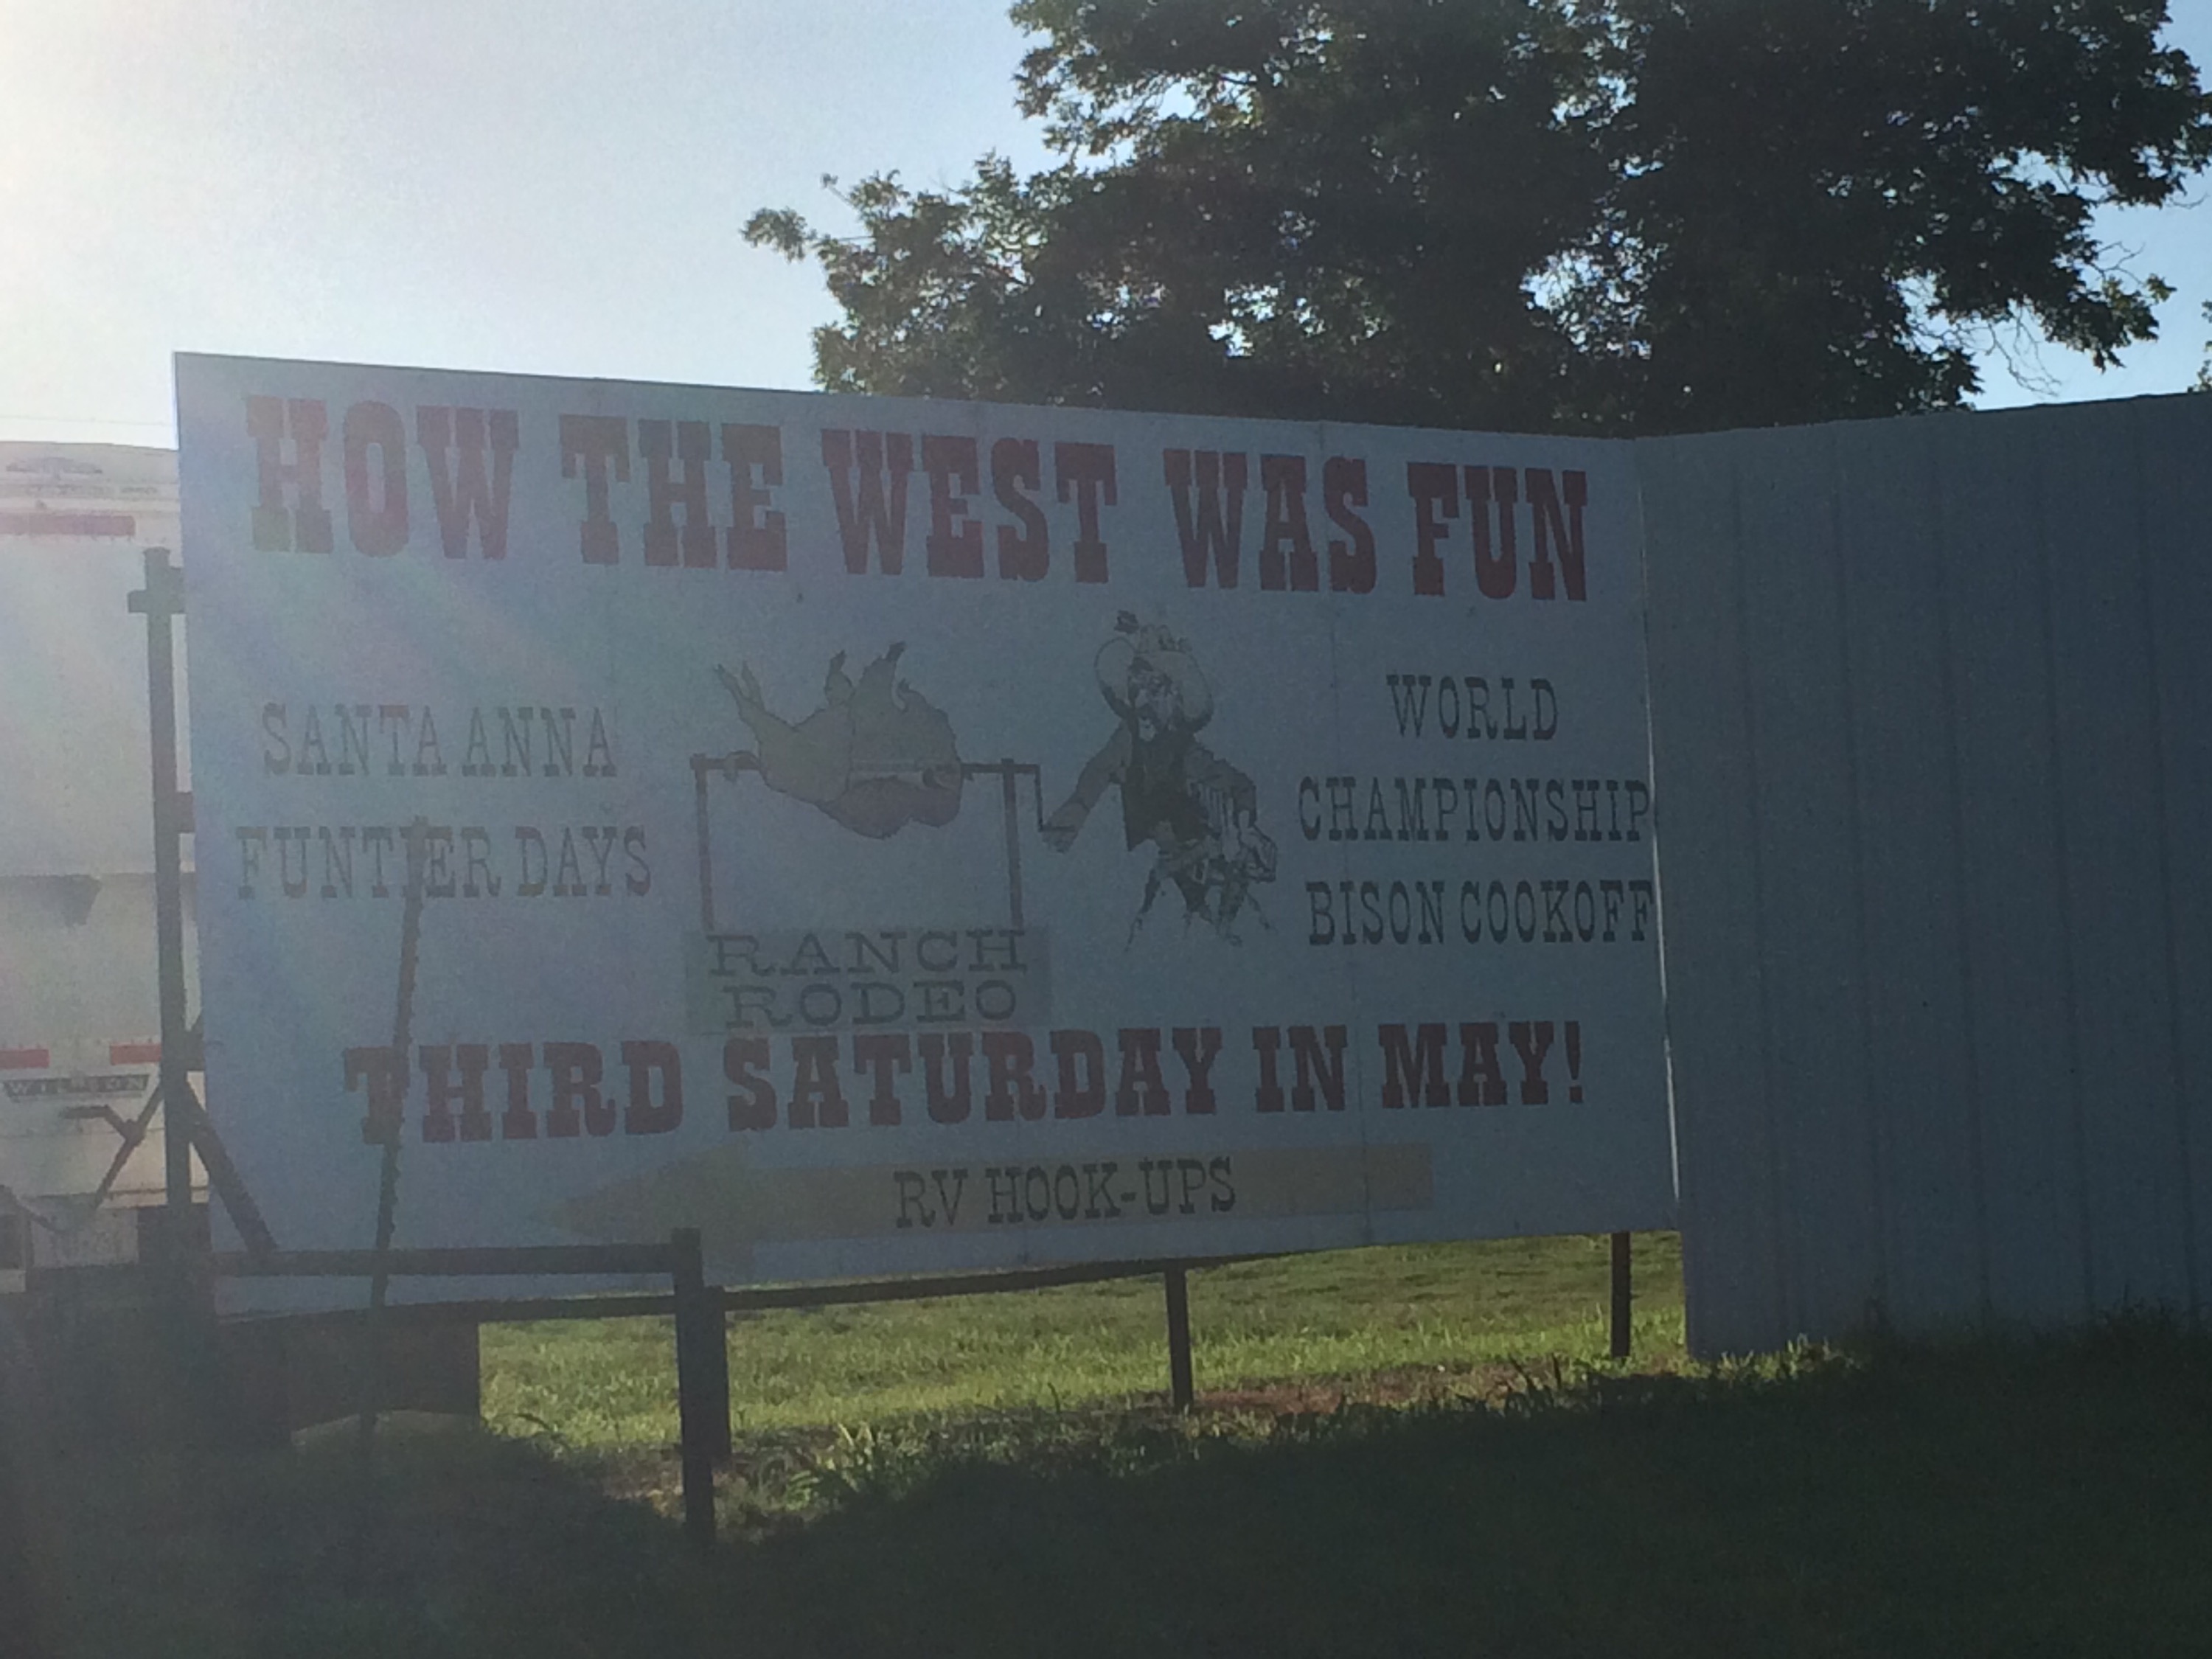 HOW THE WEST WAS FUN
SANTA ANNA
FUNTIER DAYS
RANCH
RODEO
WORLD
CHAMPIONSHIP
BISON COOKOFF
THIRD SATURDAY IN MAY!
RV HOOK-UPS
WILSON